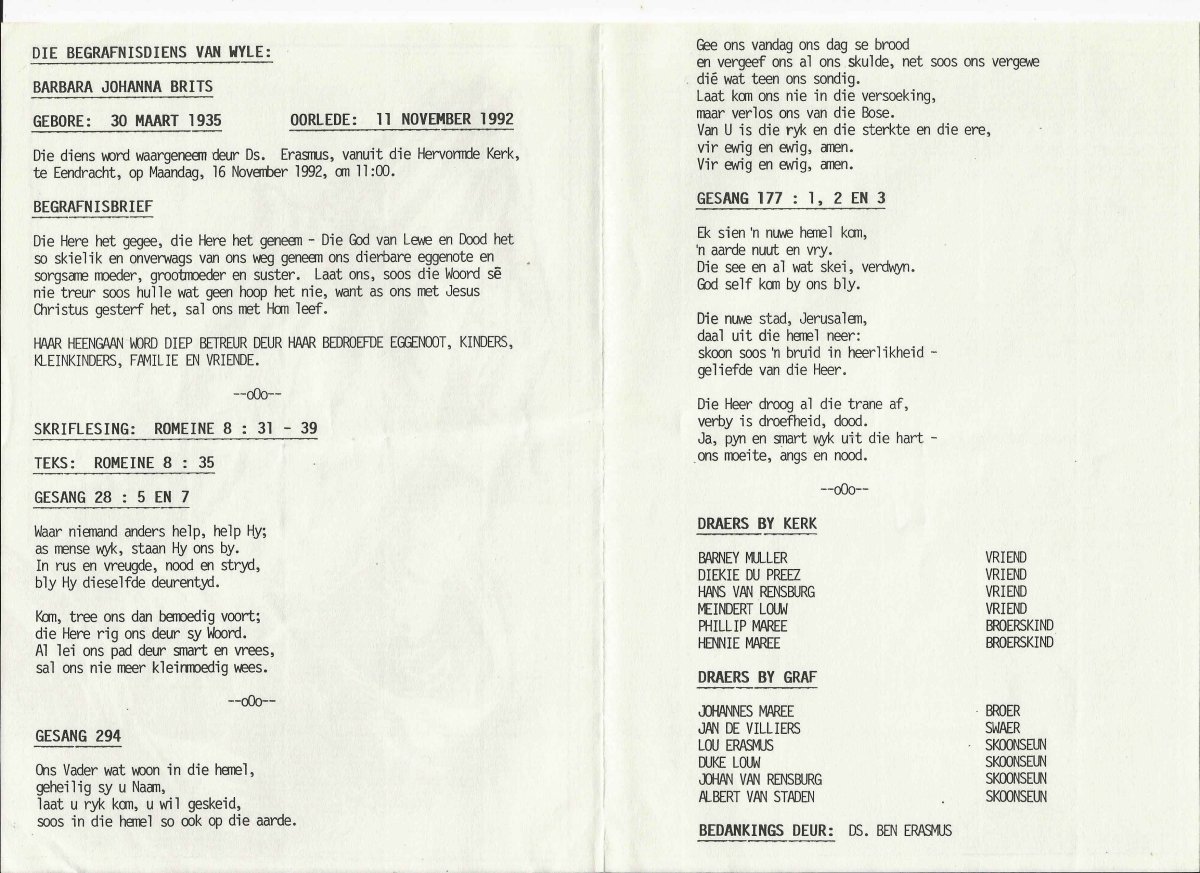 DIE BEGRAFNISDIENS VAN WYLE:
BARBARA JOHANNA BRITS
GEBORE: 30 MAART 1935 OORLEDE: 11 NOVEMBER 1992
Die diens word waargeneem deur Ds. Erasmus, vanuit die Hervormde Kerk,
te Eendracht, op Maandag, 16 November 1992, om 11:00.
BEGRAFNISBRIEF
Die Here het gegee, die Here het geneem - Die God van Lewe en Dood het
so skielik en onverwags van ons weg geneem ons dierbare eggenote en
sorgsame moeder, grootmoeder en suster. Laat ons, soos die Woord sê
nie treur soos hulle wat geen hoop het nie, want as ons met Jesus
Christus gesterf het, sal ons met Hom leef.
HAAR HEENGAAN WORD DIEP BETREUR DEUR HAAR BEDROEFDE EGGENOOT, KINDERS,
KLEINKINDERS, FAMILIE EN VRIENDE.
--oOo--
SKRIFLESING: ROMEINE 8 : 31 - 39
TEKS: ROMEINE 8 : 35
GESANG 28 : 5 EN 7
Waar niemand anders help, help Hy;
as mense wyk, staan Hy ons by.
In rus en vreugde, nood en stryd,
bly Hy dieselfde deurentyd.
Kom, tree ons dan bemoedig voort;
die Here rig ons deur sy Woord.
Al lei ons pad deur smart en vrees,
sal ons nie meer kleinmoedig wees.
--oOo--
GESANG 294
Ons Vader wat woon in die hemel,
geheilig sy u Naam,
laat u ryk kom, u wil geskeid,
soos in die hemel so ook op die aarde.
Gee ons vandag ons dag se brood
en vergeef ons al ons skulde, net soos ons vergewe
dié wat teen ons sondig.
Laat kom ons nie in die versoeking,
maar verlos ons van die Bose.
Van U is die ryk en die sterkte en die ere,
vir ewig en ewig, amen.
Vir ewig en ewig, amen.
GESANG 177 : 1, 2 EN 3
Ek sien 'n nuwe hemel kom,
'n aarde nuut en vry.
Die see en al wat skei, verdwyn.
God self kom by ons bly.
Die nuwe stad, Jerusalem,
daal uit die hemel neer:
skoon soos 'n bruid in heerlikheid -
geliefde van die Heer.
Die Heer droog al die trane af,
verby is droefheid, dood.
Ja, pyn en smart wyk uit die hart -
ons moeite, angs en nood.
--oOo--
DRAERS BY KERK
BARNEY MULLER VRIEND
DIEKIE DU PREEZ VRIEND
HANS VAN RENSBURG VRIEND
MEINDERT LOUW VRIEND
PHILLIP MAREE BROERSKIND
HENNIE MAREE BROERSKIND
DRAERS BY GRAF
JOHANNES MAREE BROER
JAN DE VILLIERS SWAER
LOU ERASMUS SKOONSEUN
DUKE LOUW SKOONSEUN
JOHAN VAN RENSBURG SKOONSEUN
ALBERT VAN STADEN SKOONSEUN
BEDANKINGS DEUR: DS. BEN ERASMUS